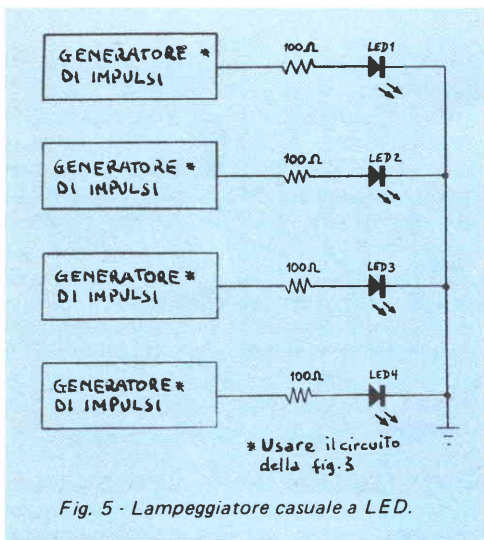 GENERATORE *
DI IMPULSI
100Ω
LED1
GENERATORE *
DI IMPULSI
100Ω
LED2
GENERATORE *
DI IMPULSI
100Ω
LED3
GENERATORE *
DI IMPULSI
100Ω
LED4
* Usare il circuito
della fig.3
Fig. 5 - Lampeggiatore casuale a LED.